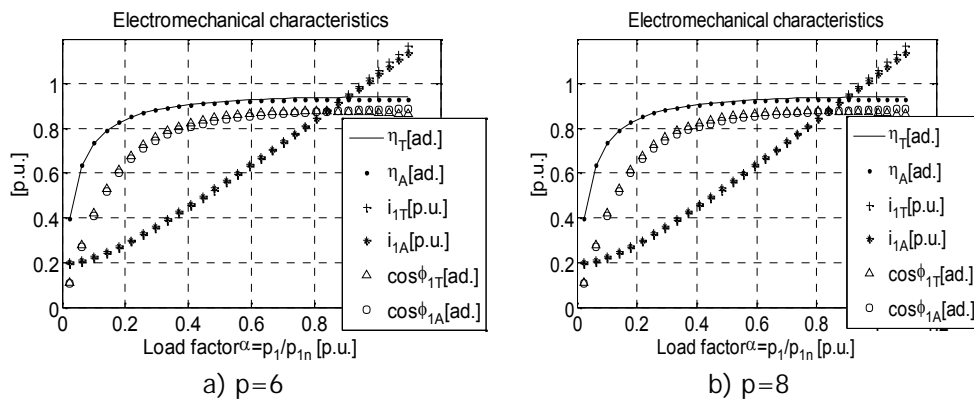 Electromechanical characteristics
1
0.8
0.6
0.4
0.2
0
[p.u.]
0 0.2 0.4 0.6 0.8
Load factorα=p1/p1n [p.u.]
ηT[ad.]
ηA[ad.]
i1T[p.u.]
i1A[p.u.]
cosϕ1T[ad.]
cosϕ1A[ad.]
a) p=6
Electromechanical characteristics
1
0.8
0.6
0.4
0.2
0
[p.u.]
0 0.2 0.4 0.6 0.8
Load factorα=p1/p1n [p.u.]
ηT[ad.]
ηA[ad.]
i1T[p.u.]
i1A[p.u.]
cosϕ1T[ad.]
cosϕ1A[ad.]
b) p=8